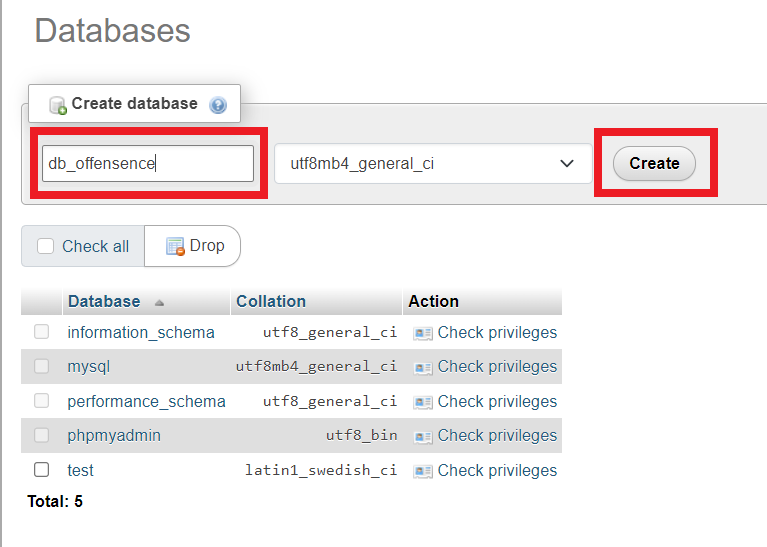 Databases
Create database
db_offensence utf8mb4_general_ci Create
Check all Drop
Database Collation Action
information_schema utf8_general_ci Check privileges
mysql utf8mb4_general_ci Check privileges
performance_schema utf8_general_ci Check privileges
phpmyadmin utf8_bin Check privileges
test latin1_swedish_ci Check privileges
Total: 5